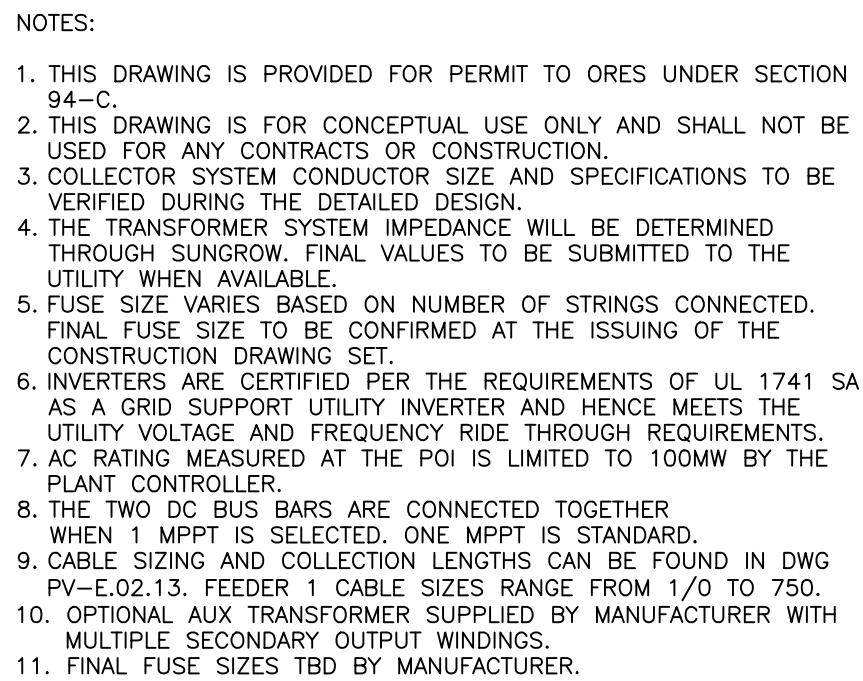 NOTES:
1. THIS DRAWING IS PROVIDED FOR PERMIT TO ORES UNDER SECTION
94-C.
2. THIS DRAWING IS FOR CONCEPTUAL USE ONLY AND SHALL NOT BE
USED FOR ANY CONTRACTS OR CONSTRUCTION.
3. COLLECTOR SYSTEM CONDUCTOR SIZE AND SPECIFICATIONS TO BE
VERIFIED DURING THE DETAILED DESIGN.
4. THE TRANSFORMER SYSTEM IMPEDANCE WILL BE DETERMINED
THROUGH SUNGROW. FINAL VALUES TO BE SUBMITTED TO THE
UTILITY WHEN AVAILABLE.
5. FUSE SIZE VARIES BASED ON NUMBER OF STRINGS CONNECTED.
FINAL FUSE SIZE TO BE CONFIRMED AT THE ISSUING OF THE
CONSTRUCTION DRAWING SET.
6. INVERTERS ARE CERTIFIED PER THE REQUIREMENTS OF UL 1741 SA
AS A GRID SUPPORT UTILITY INVERTER AND HENCE MEETS THE
UTILITY VOLTAGE AND FREQUENCY RIDE THROUGH REQUIREMENTS.
7. AC RATING MEASURED AT THE POI IS LIMITED TO 100MW BY THE
PLANT CONTROLLER.
8. THE TWO DC BUS BARS ARE CONNECTED TOGETHER
WHEN 1 MPPT IS SELECTED. ONE MPPT IS STANDARD.
9. CABLE SIZING AND COLLECTION LENGTHS CAN BE FOUND IN DWG
PV-E.02.13. FEEDER 1 CABLE SIZES RANGE FROM 1/0 TO 750.
10. OPTIONAL AUX TRANSFORMER SUPPLIED BY MANUFACTURER WITH
MULTIPLE SECONDARY OUTPUT WINDINGS.
11. FINAL FUSE SIZES TBD BY MANUFACTURER.